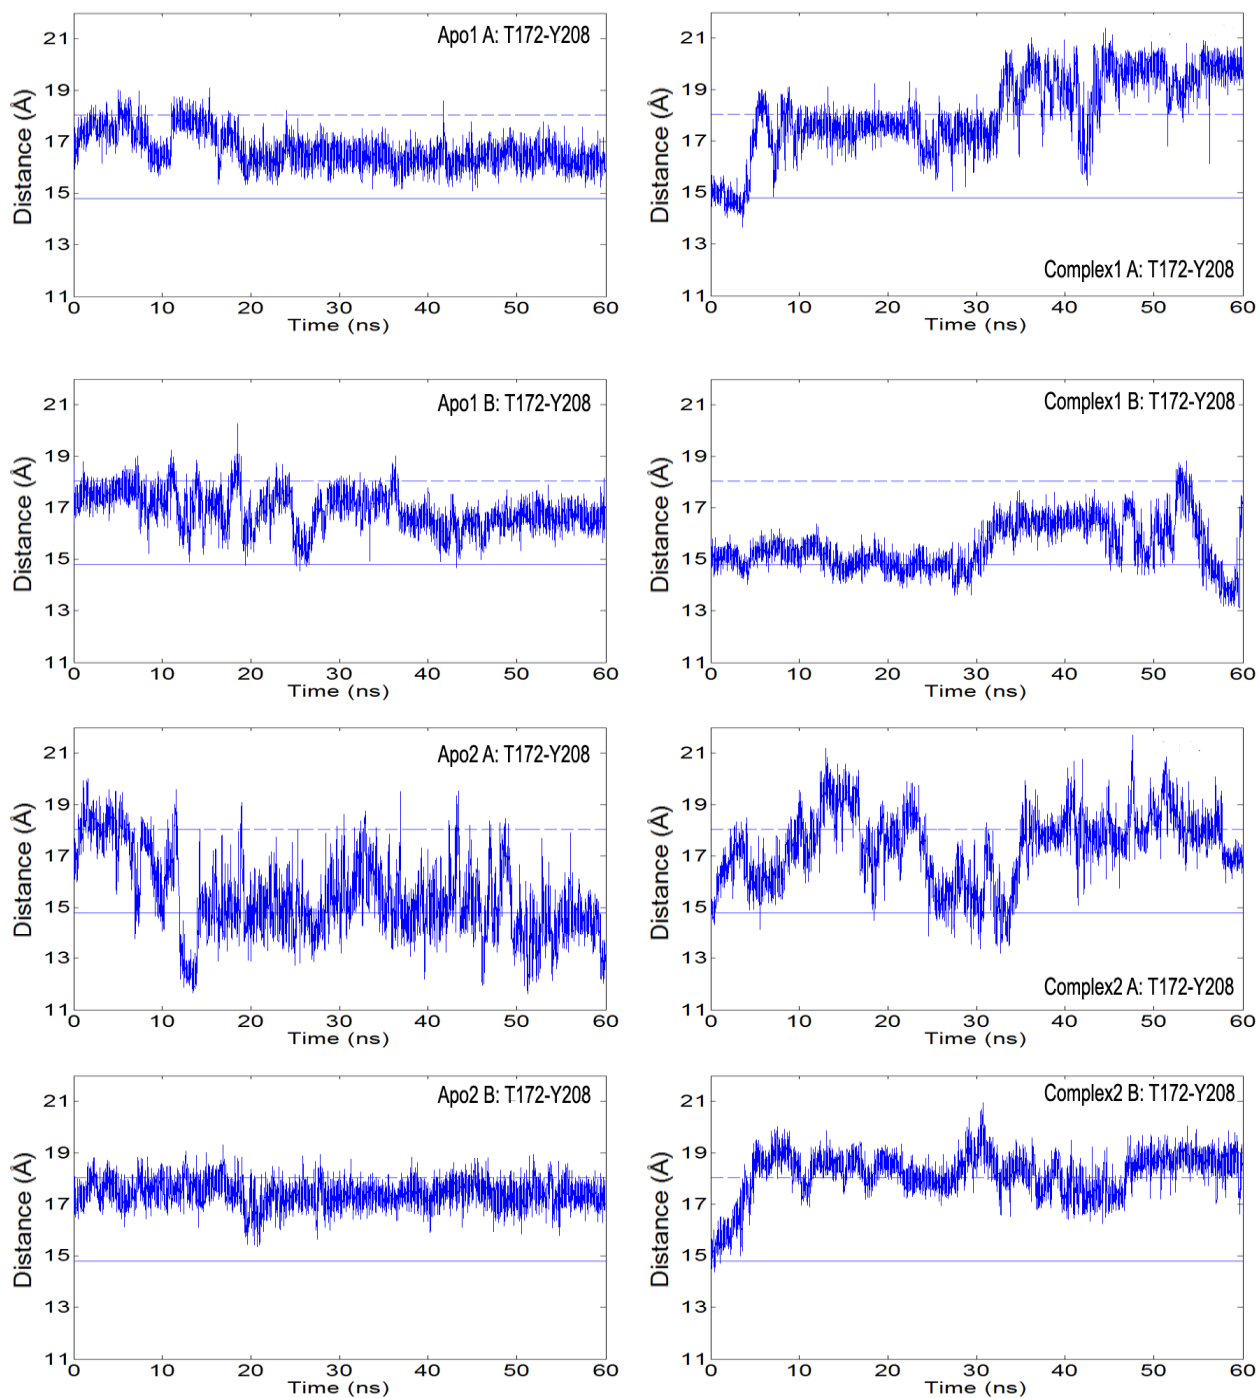 Apo1 A: T172-Y208
Distance (Å)
21
19
17
15
13
11
0 10 20 30 40 50 60
Time (ns)
Complex1 A: T172-Y208
Distance (Å)
21
19
17
15
13
11
0 10 20 30 40 50 60
Time (ns)
Apo1 B: T172-Y208
Distance (Å)
21
19
17
15
13
11
0 10 20 30 40 50 60
Time (ns)
Complex1 B: T172-Y208
Distance (Å)
21
19
17
15
13
11
0 10 20 30 40 50 60
Time (ns)
Apo2 A: T172-Y208
Distance (Å)
21
19
17
15
13
11
0 10 20 30 40 50 60
Time (ns)
Complex2 A: T172-Y208
Distance (Å)
21
19
17
15
13
11
0 10 20 30 40 50 60
Time (ns)
Apo2 B: T172-Y208
Distance (Å)
21
19
17
15
13
11
0 10 20 30 40 50 60
Time (ns)
Complex2 B: T172-Y208
Distance (Å)
21
19
17
15
13
11
0 10 20 30 40 50 60
Time (ns)